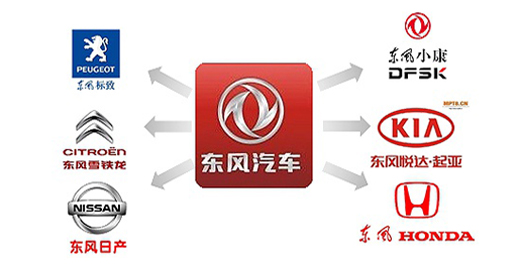 PEUGEOT
东风标致
CITROËN
东风雪铁龙
NISSAN
东风日产
东风汽车
东风小康
DFSK
MPTB.CN
KIA
东风悦达·起亚
东风 HONDA